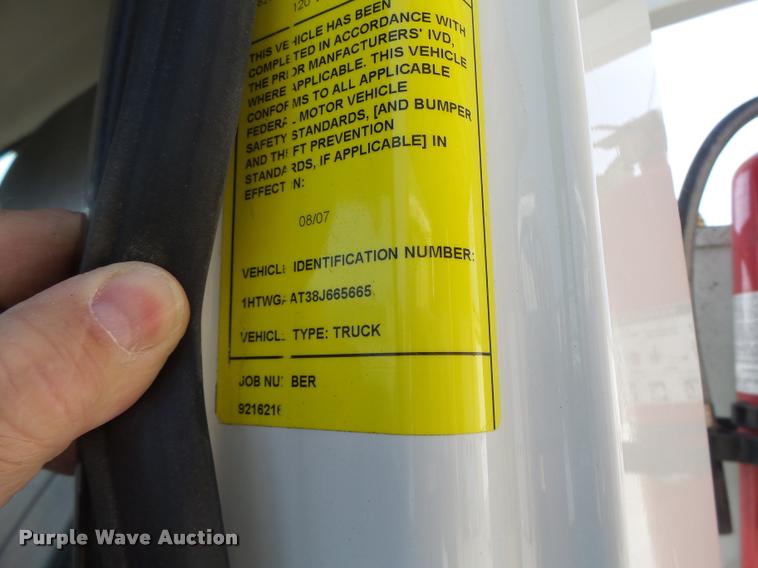 120
THIS VEHICLE HAS BEEN
COMPLETED IN ACCORDANCE WITH
THE PRIOR MANFACTURERS' IVD,
WHERE APPLICABLE. THIS VEHICLE
CONFORMS TO ALL APPLICABLE
FEDERAL MOTOR VEHICLE
SAFETY STANDARDS, [AND BUMPER
AND THEFT PREVENTION
STANDARDS, IF APPLICABLE] IN
EFFECT IN:
08/07
VEHICLE IDENTIFICATION NUMBER:
AT38J665665
VEHICLE TYPE: TRUCK
JOB NUMBER
Purple Wave Auction